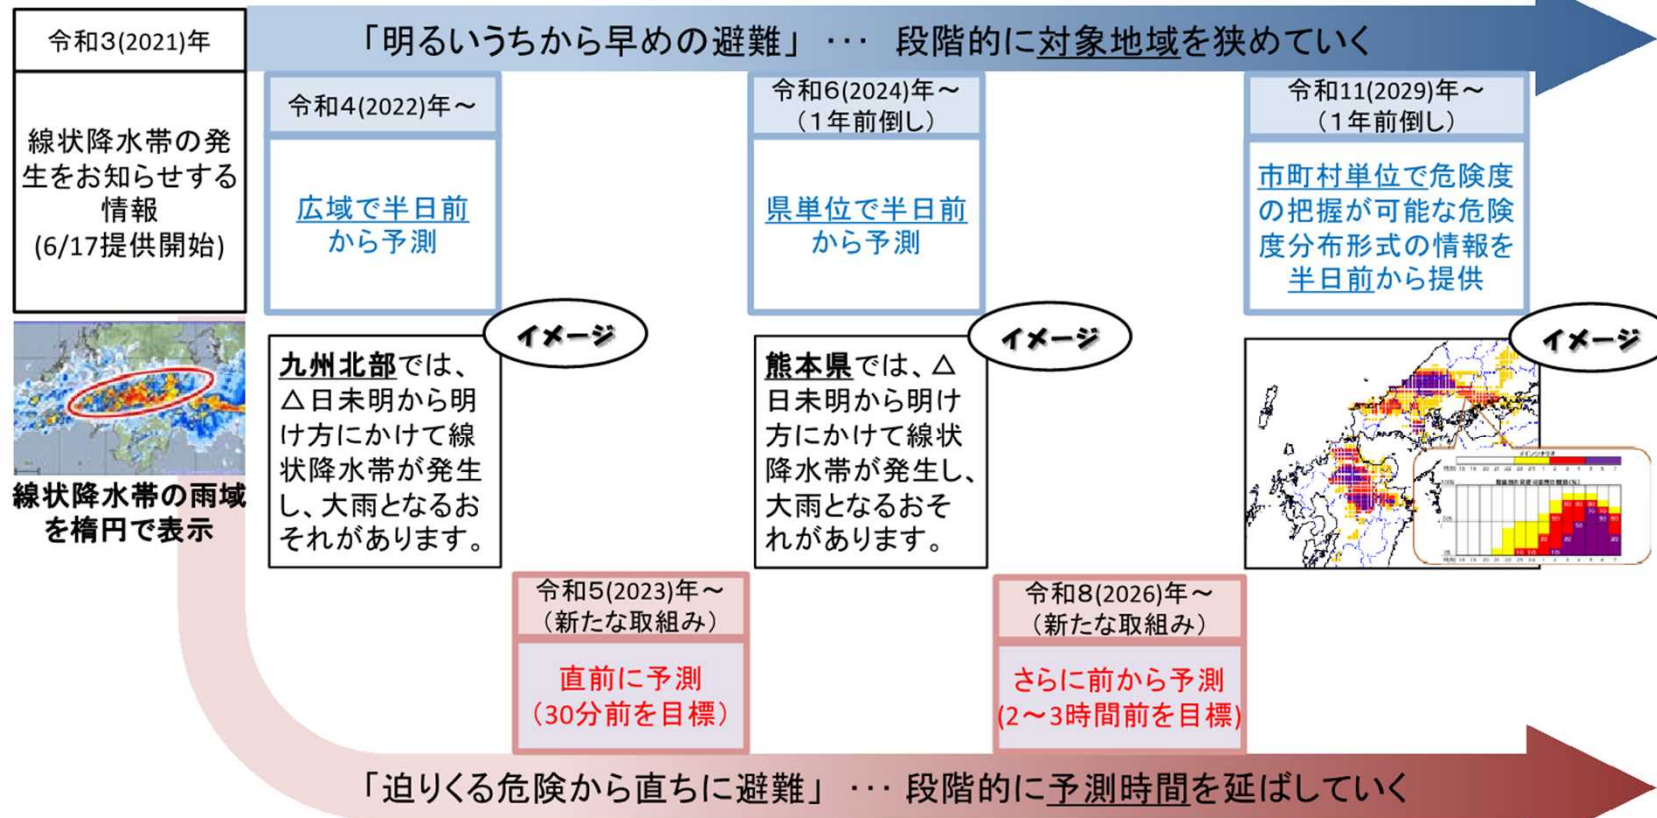 令和3(2021)年
「明るいうちから早めの避難」 ･･･ 段階的に対象地域を狭めていく
線状降水帯の発
生をお知らせする
情報
(6/17提供開始)
線状降水帯の雨域
を楕円で表示
令和4(2022)年～
広域で半日前
から予測
イメージ
九州北部では、
△日未明から明
け方にかけて線
状降水帯が発生
し、大雨となるお
それがあります。
令和6(2024)年～
(1年前倒し)
県単位で半日前
から予測
イメージ
熊本県では、△
日未明から明け
方にかけて線状
降水帯が発生し、
大雨となるおそ
れがあります。
令和11(2029)年～
(1年前倒し)
市町村単位で危険度
の把握が可能な危険
度分布形式の情報を
半日前から提供
イメージ
令和5(2023)年～
(新たな取組み)
直前に予測
(30分前を目標)
令和8(2026)年～
(新たな取組み)
さらに前から予測
(2～3時間前を目標)
「迫りくる危険から直ちに避難」 ･･･ 段階的に予測時間を延ばしていく